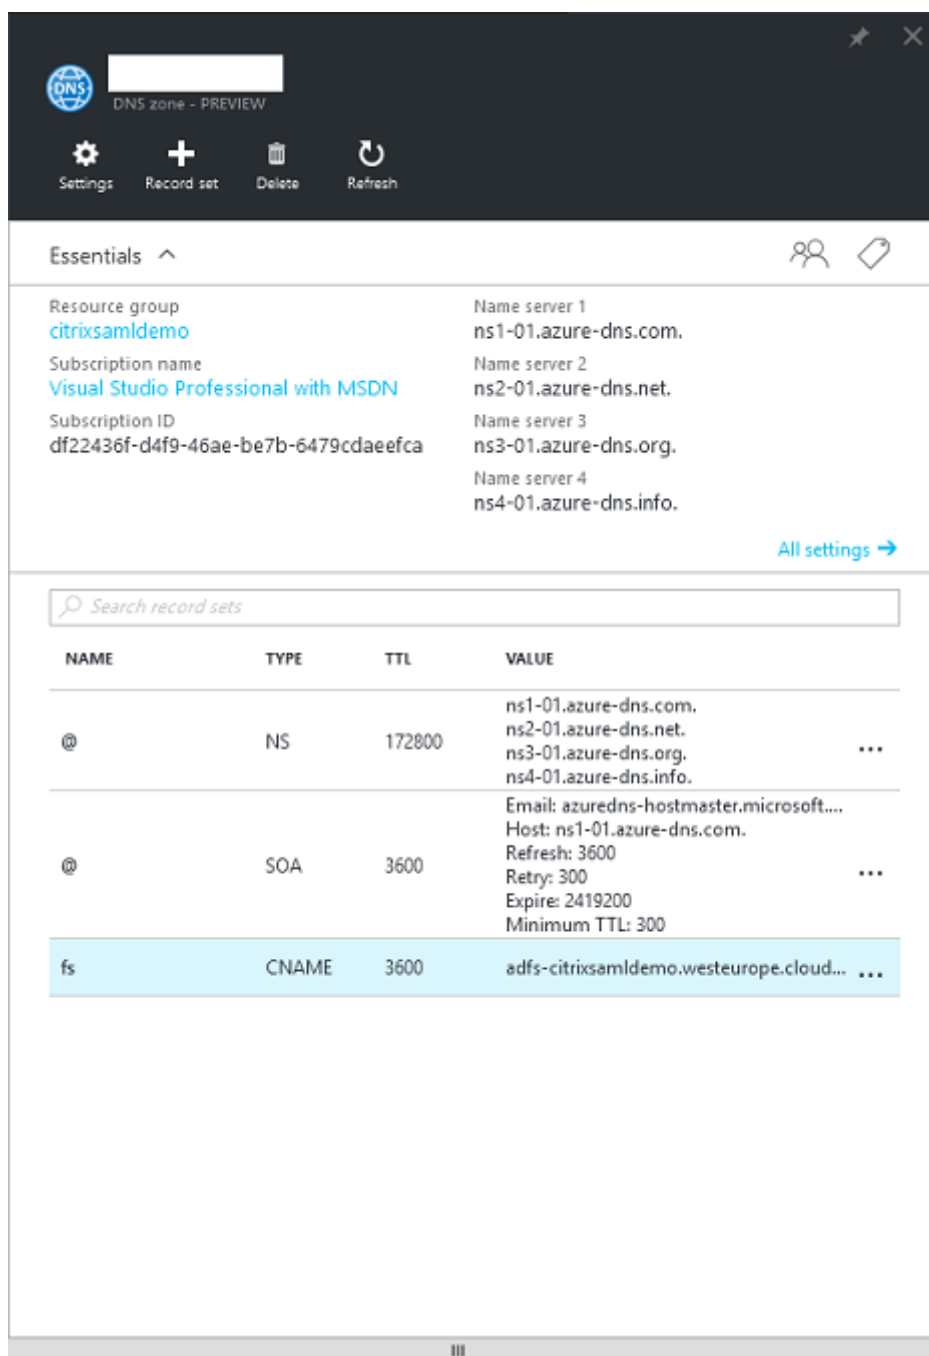 DNS
DNS zone - PREVIEW
Settings
Record set
Delete
Refresh
Essentials
Resource group
citrixsamldemo
Subscription name
Visual Studio Professional with MSDN
Subscription ID
df22436f-d4f9-46ae-be7b-6479cdaeefca
Name server 1
ns1-01.azure-dns.com.
Name server 2
ns2-01.azure-dns.net.
Name server 3
ns3-01.azure-dns.org.
Name server 4
ns4-01.azure-dns.info.
All settings →
Search record sets
NAME TYPE TTL VALUE
@ NS 172800 ns1-01.azure-dns.com.
ns2-01.azure-dns.net.
ns3-01.azure-dns.org.
ns4-01.azure-dns.info.
...
@ SOA 3600 Email: azuredns-hostmaster.microsoft....
Host: ns1-01.azure-dns.com.
Refresh: 3600
Retry: 300
Expire: 2419200
Minimum TTL: 300
...
fs CNAME 3600 adfs-citrixsamldemo.westeurope.cloud... ...